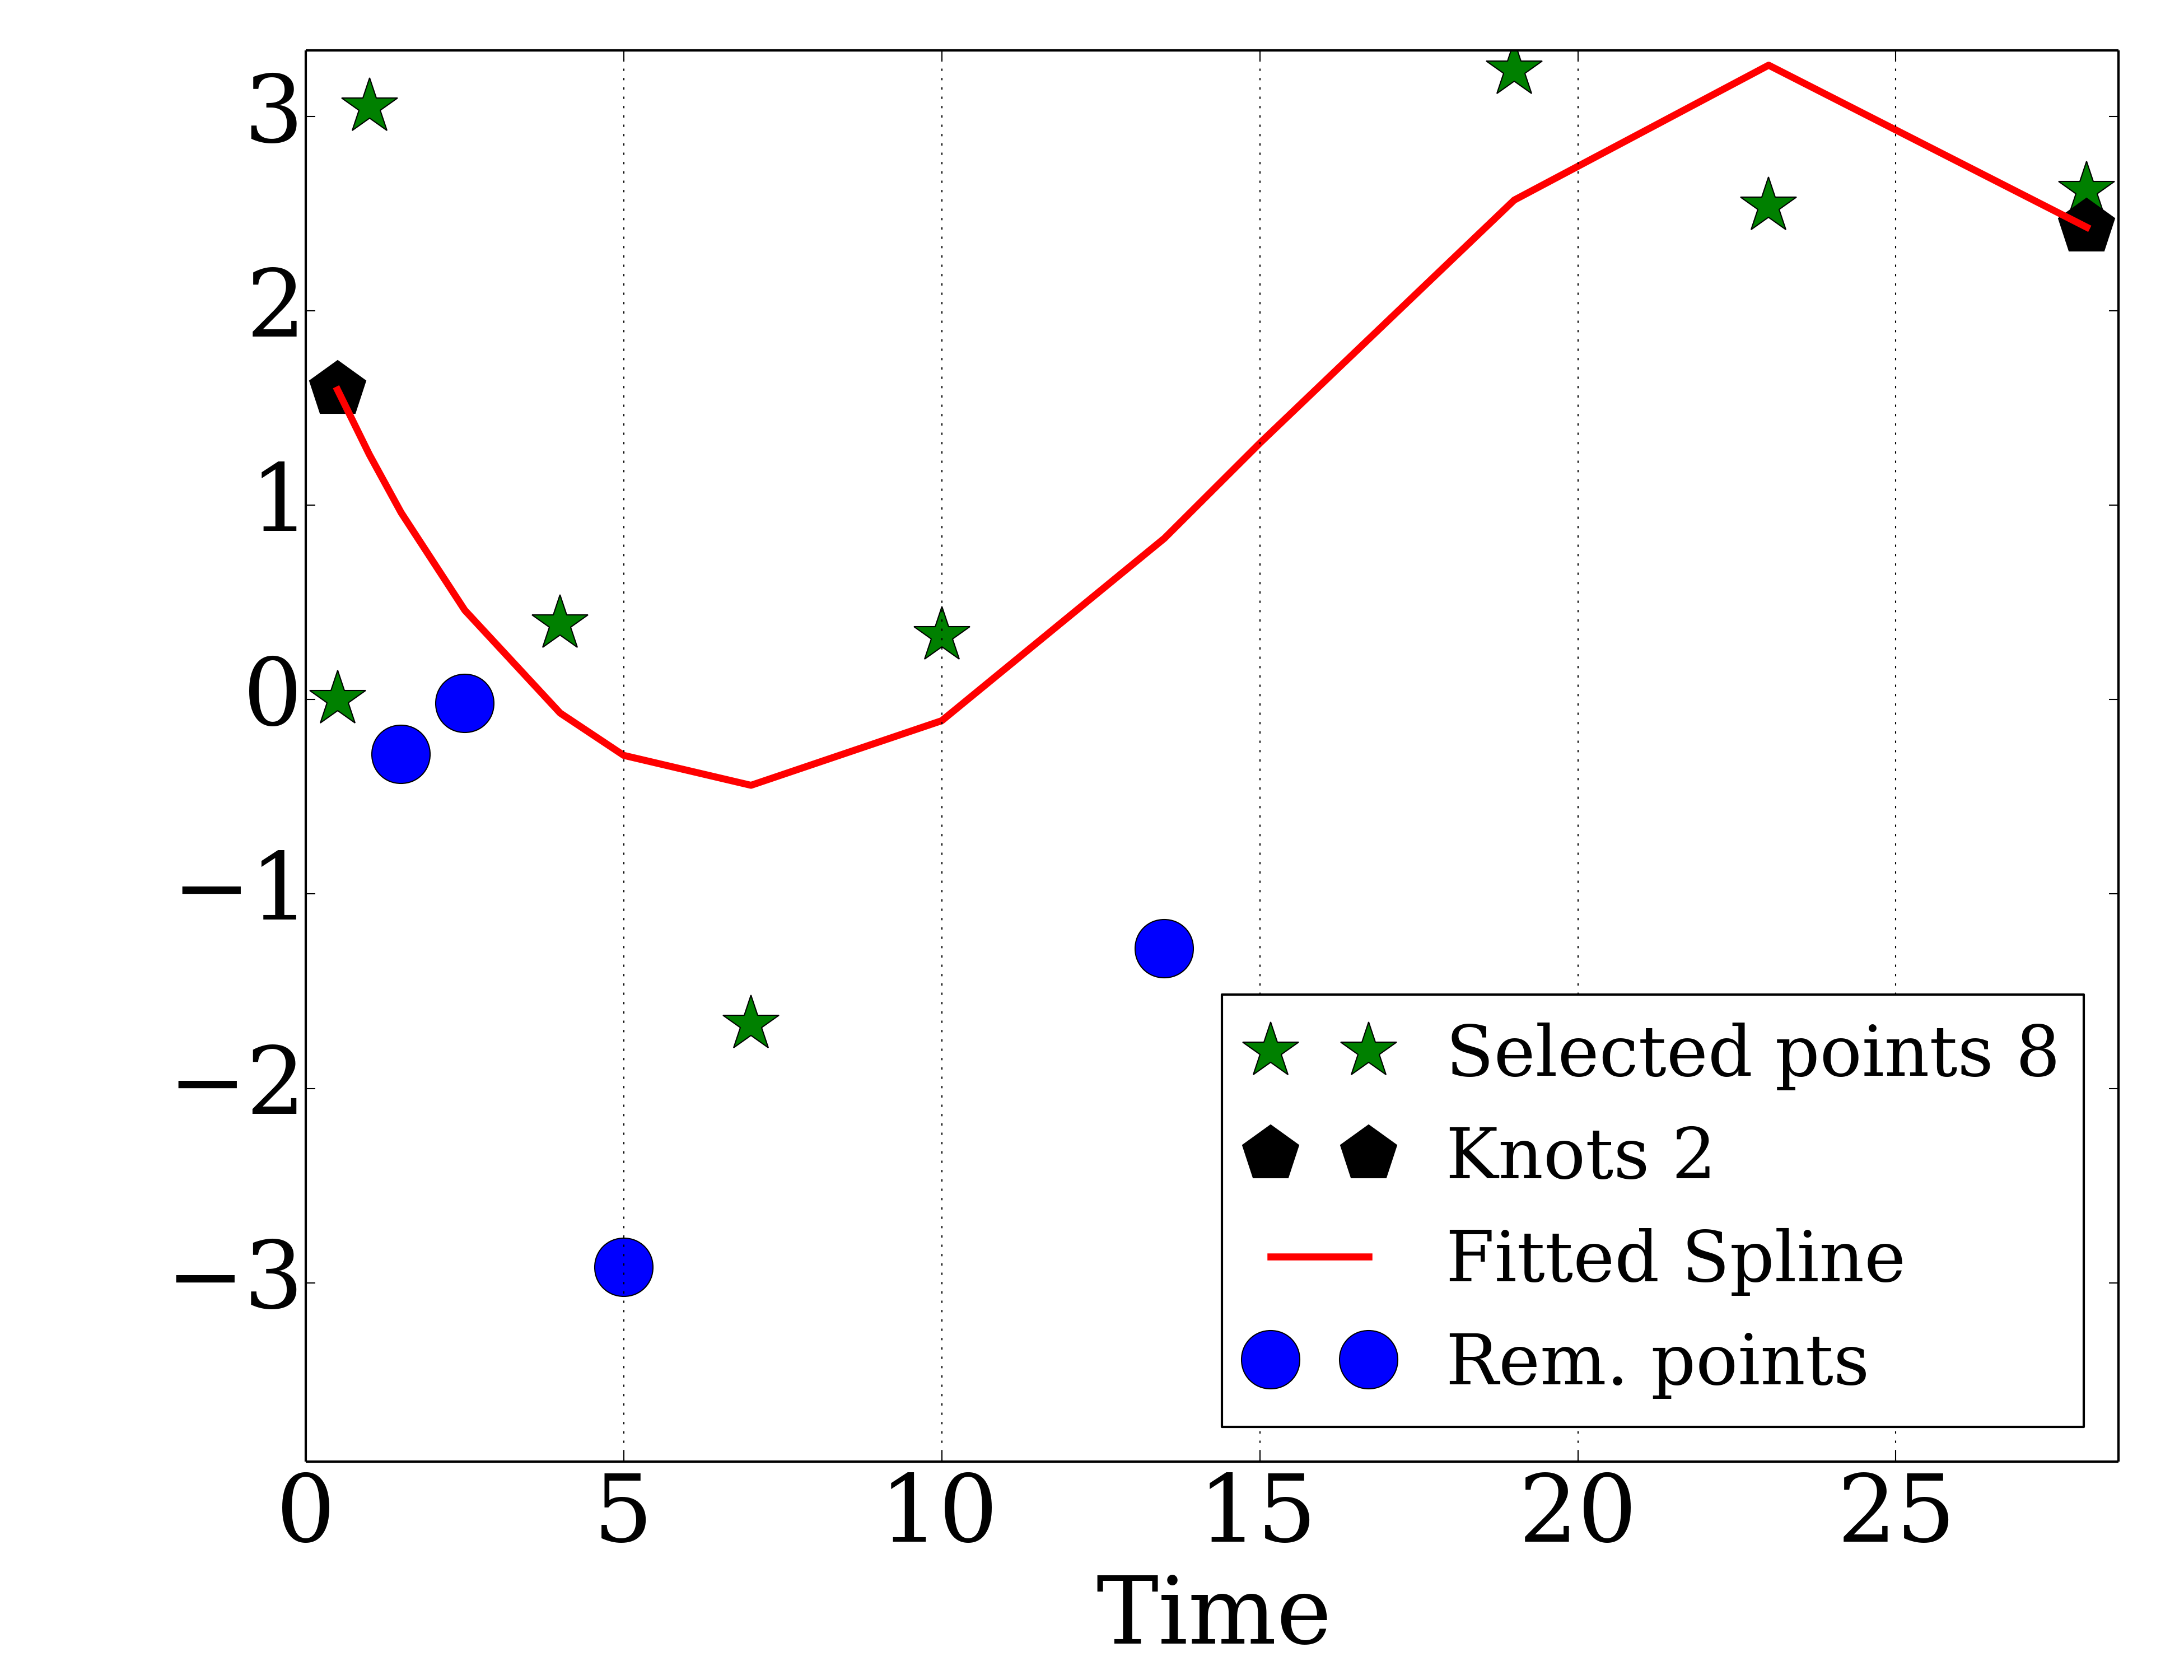 3
2
1
0
−1
−2
−3
Selected points 8
Knots 2
Fitted Spline
Rem. points
0 5 10 15 20 25
Time